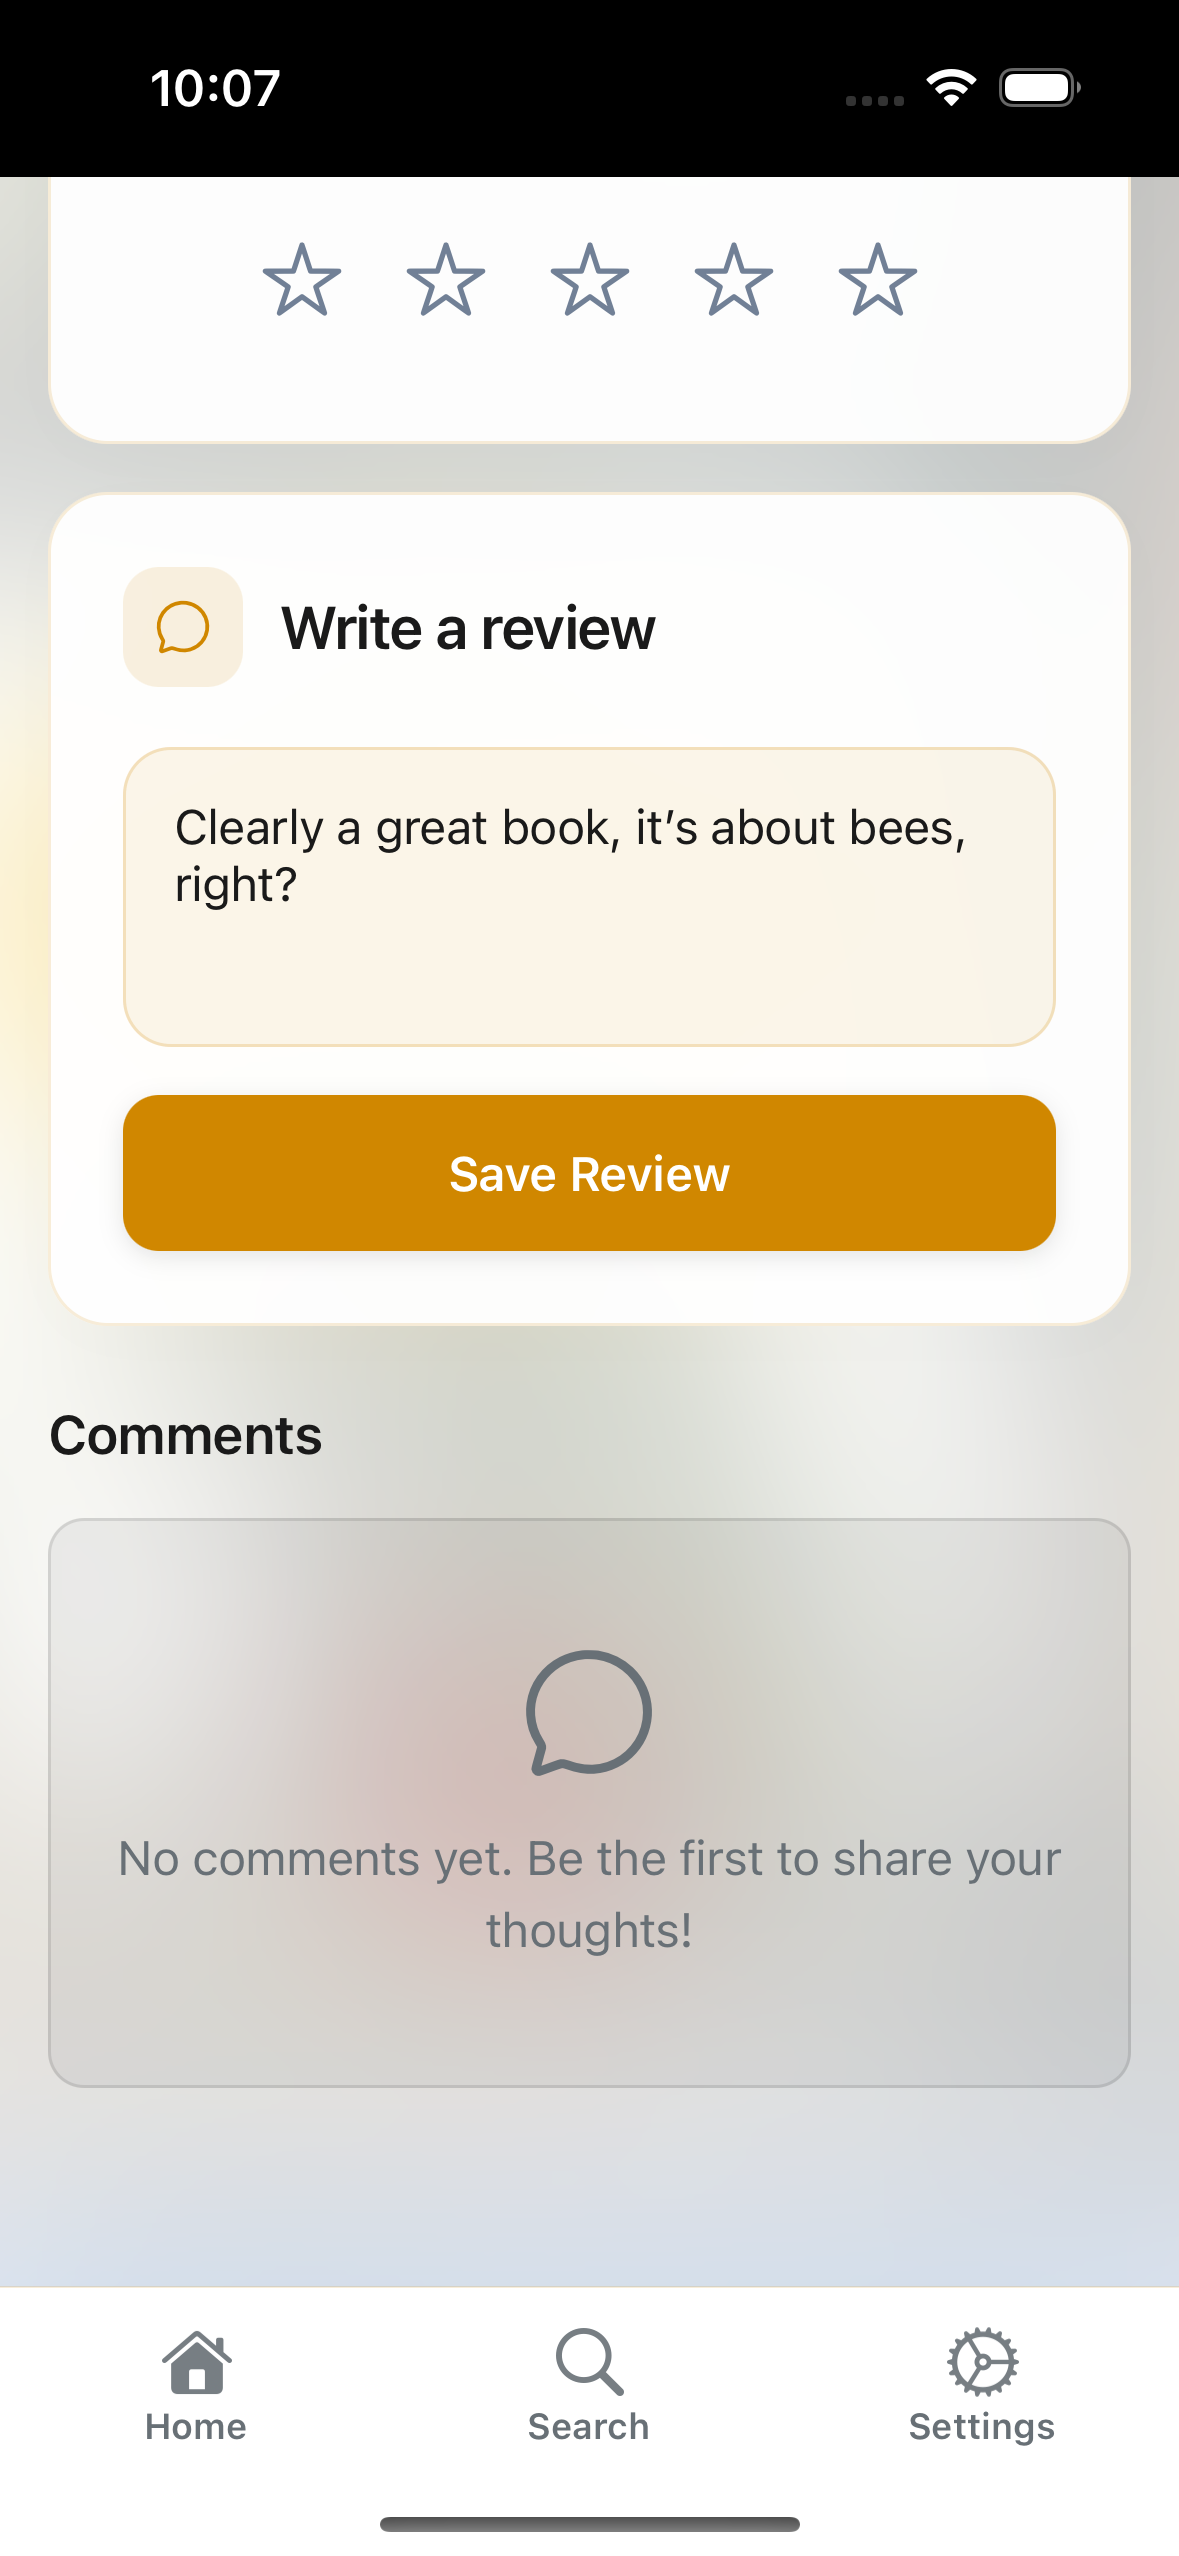 10:07
Write a review
Clearly a great book, it’s about bees,
right?
Save Review
Comments
No comments yet. Be the first to share your
thoughts!
Home
Search
Settings